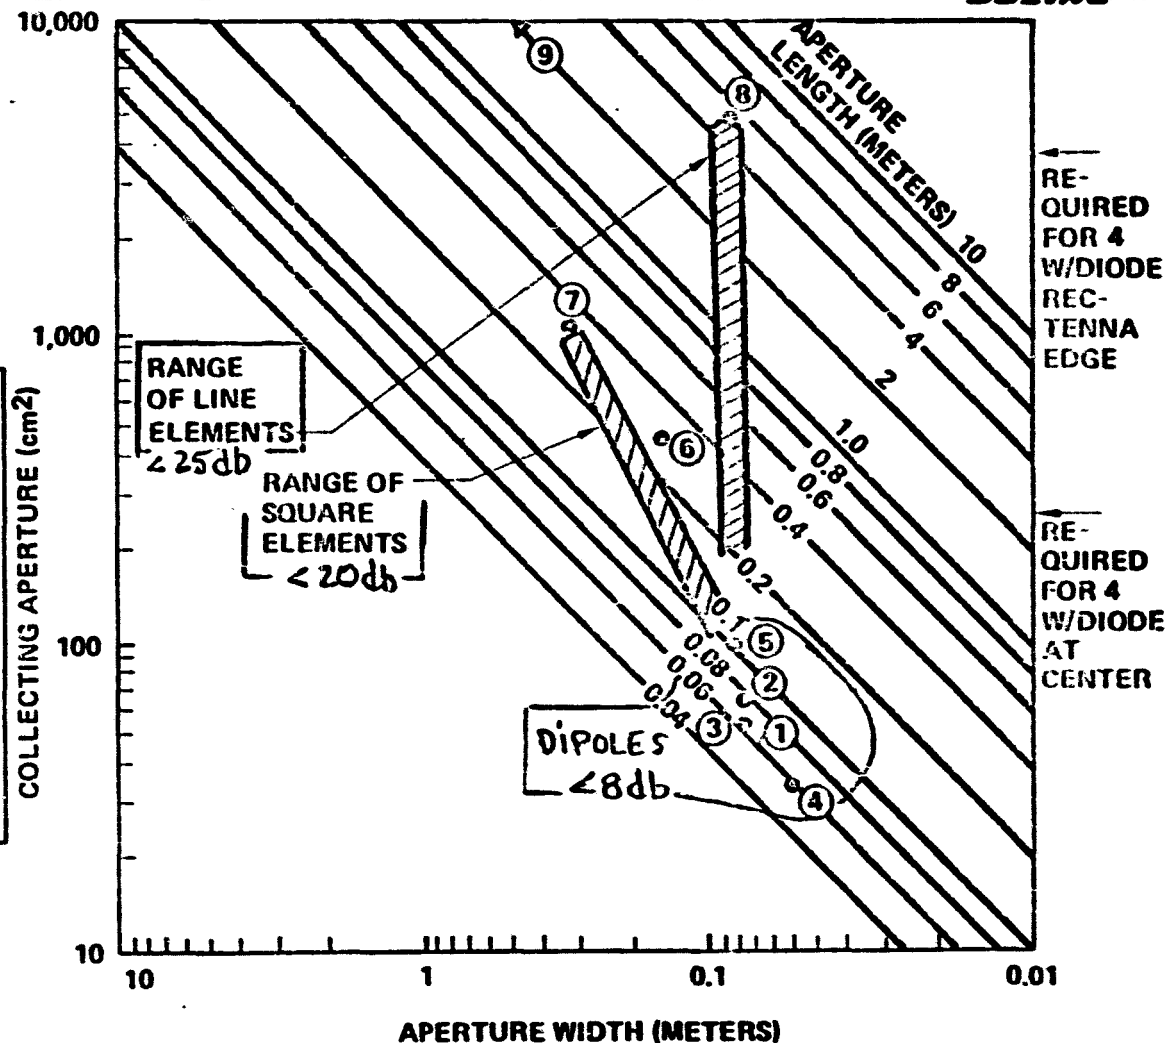 10,000
1,000
100
10
COLLECTING APERTURE (cm2)
10
1
0.1
0.01
APERTURE WIDTH (METERS)
APERTURE
LENGTH (METERS)
10
8
6
4
2
1.0
0.8
0.6
0.4
0.2
0.1
0.08
0.06
0.04
9
8
7
6
5
2
1
3
4
RANGE
OF LINE
ELEMENTS
<25db
RANGE OF
SQUARE
ELEMENTS
<20db
DiPOLES
<8db
RE-
QUIRED
FOR 4
W/DIODE
REC-
TENNA
EDGE
RE-
QUIRED
FOR 4
W/DIODE
AT
CENTER